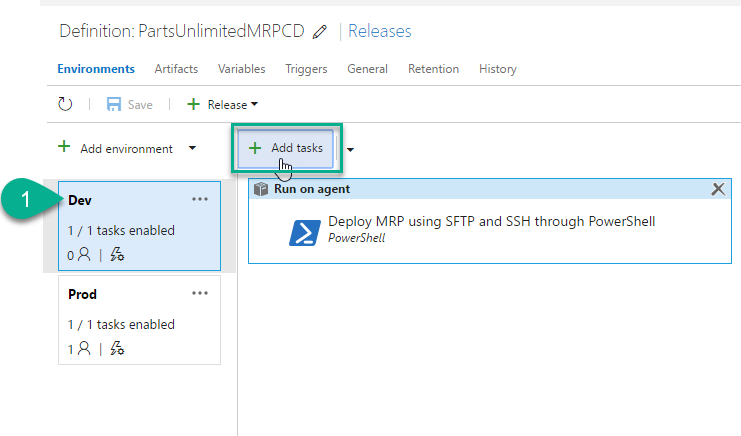 Definition: PartsUnlimitedMRPCD | Releases
Environments Artifacts Variables Triggers General Retention History
Save Release
Add environment Add tasks
1 Dev ... Run on agent
Deploy MRP using SFTP and SSH through PowerShell
1 / 1 tasks enabled PowerShell
0 |
Prod ...
1 / 1 tasks enabled
1 |